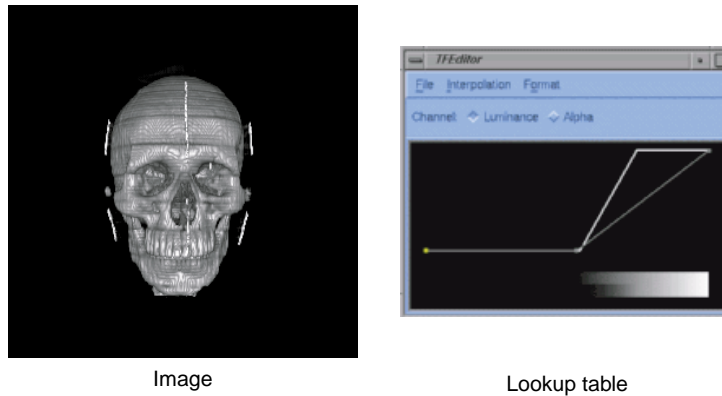 TFEditor
File Interpolation Format
Channel: Luminance Alpha
Image
Lookup table